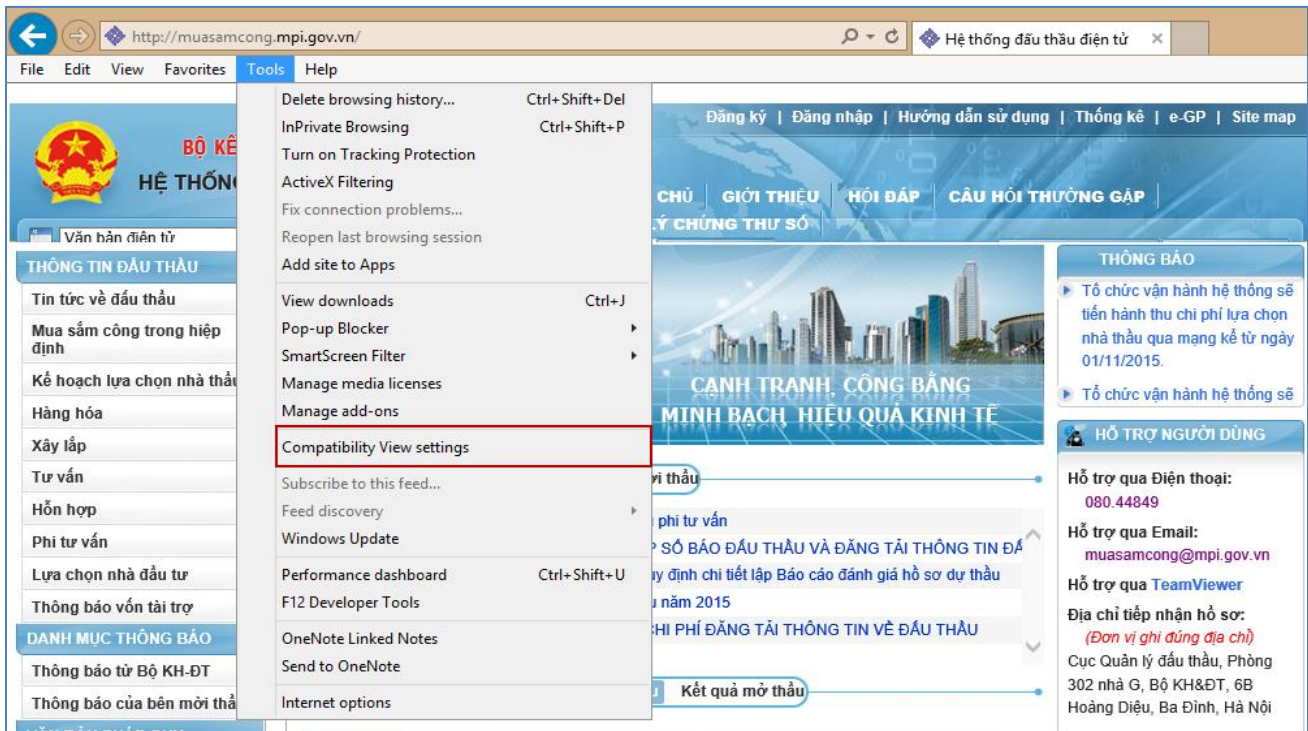 http://muasamcong.mpi.gov.vn/
Hệ thống đấu thầu điện tử
File Edit View Favorites Tools Help
Delete browsing history... Ctrl+Shift+Del
InPrivate Browsing Ctrl+Shift+P
Turn on Tracking Protection
ActiveX Filtering
Fix connection problems...
Reopen last browsing session
Add site to Apps
View downloads Ctrl+J
Pop-up Blocker
SmartScreen Filter
Manage media licenses
Manage add-ons
Compatibility View settings
Subscribe to this feed...
Feed discovery
Windows Update
Performance dashboard Ctrl+Shift+U
F12 Developer Tools
OneNote Linked Notes
Send to OneNote
Internet options
BỘ KẾ
HỆ THỐN
Văn bản điện tử
THÔNG TIN ĐẤU THẦU
Tin tức về đấu thầu
Mua sắm công trong hiệp
định
Kế hoạch lựa chọn nhà thầu
Hàng hóa
Xây lắp
Tư vấn
Hỗn hợp
Phi tư vấn
Lựa chọn nhà đầu tư
Thông báo vốn tài trợ
DANH MỤC THÔNG BÁO
Thông báo từ Bộ KH-ĐT
Thông báo của bên mời thầ
Đăng ký | Đăng nhập | Hướng dẫn sử dụng | Thống kê | e-GP | Site map
CHỦ GIỚI THIỆU HỎI ĐÁP CÂU HỎI THƯỜNG GẶP
LÝ CHỨNG THƯ SỐ
CẠNH TRANH, CÔNG BẰNG
MINH BẠCH, HIỆU QUẢ KINH TẾ
ời thầu
phi tư vấn
SỐ BÁO ĐẤU THẦU VÀ ĐĂNG TẢI THÔNG TIN ĐẤ
uy định chi tiết lập Báo cáo đánh giá hồ sơ dự thầu
năm 2015
CHI PHÍ ĐĂNG TẢI THÔNG TIN VỀ ĐẤU THẦU
Kết quả mở thầu
THÔNG BÁO
Tổ chức vận hành hệ thống sẽ
tiến hành thu chi phí lựa chọn
nhà thầu qua mạng kể từ ngày
01/11/2015.
Tổ chức vận hành hệ thống sẽ
HỖ TRỢ NGƯỜI DÙNG
Hỗ trợ qua Điện thoại:
080.44849
Hỗ trợ qua Email:
muasamcong@mpi.gov.vn
Hỗ trợ qua TeamViewer
Địa chỉ tiếp nhận hồ sơ:
(Đơn vị ghi đúng địa chỉ)
Cục Quản lý đấu thầu, Phòng
302 nhà G, Bộ KH&ĐT, 6B
Hoàng Diệu, Ba Đình, Hà Nội